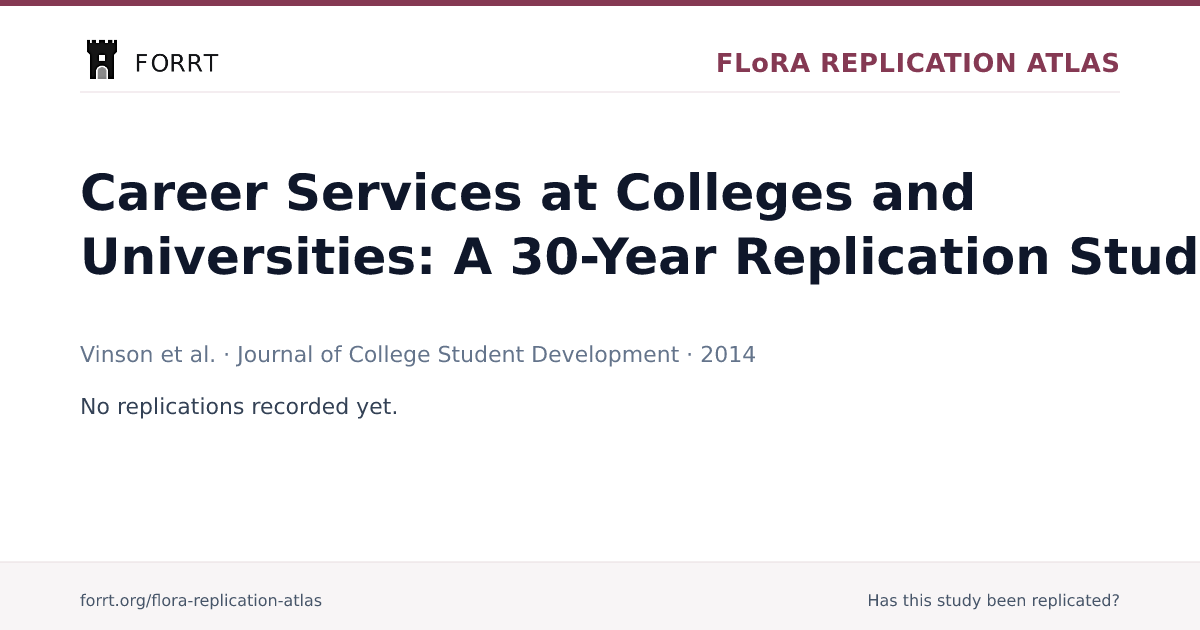 FORRT
FLoRA REPLICATION ATLAS
Career Services at Colleges and
Universities: A 30-Year Replication Stud
Vinson et al. · Journal of College Student Development · 2014
No replications recorded yet.
forrt.org/flora-replication-atlas
Has this study been replicated?